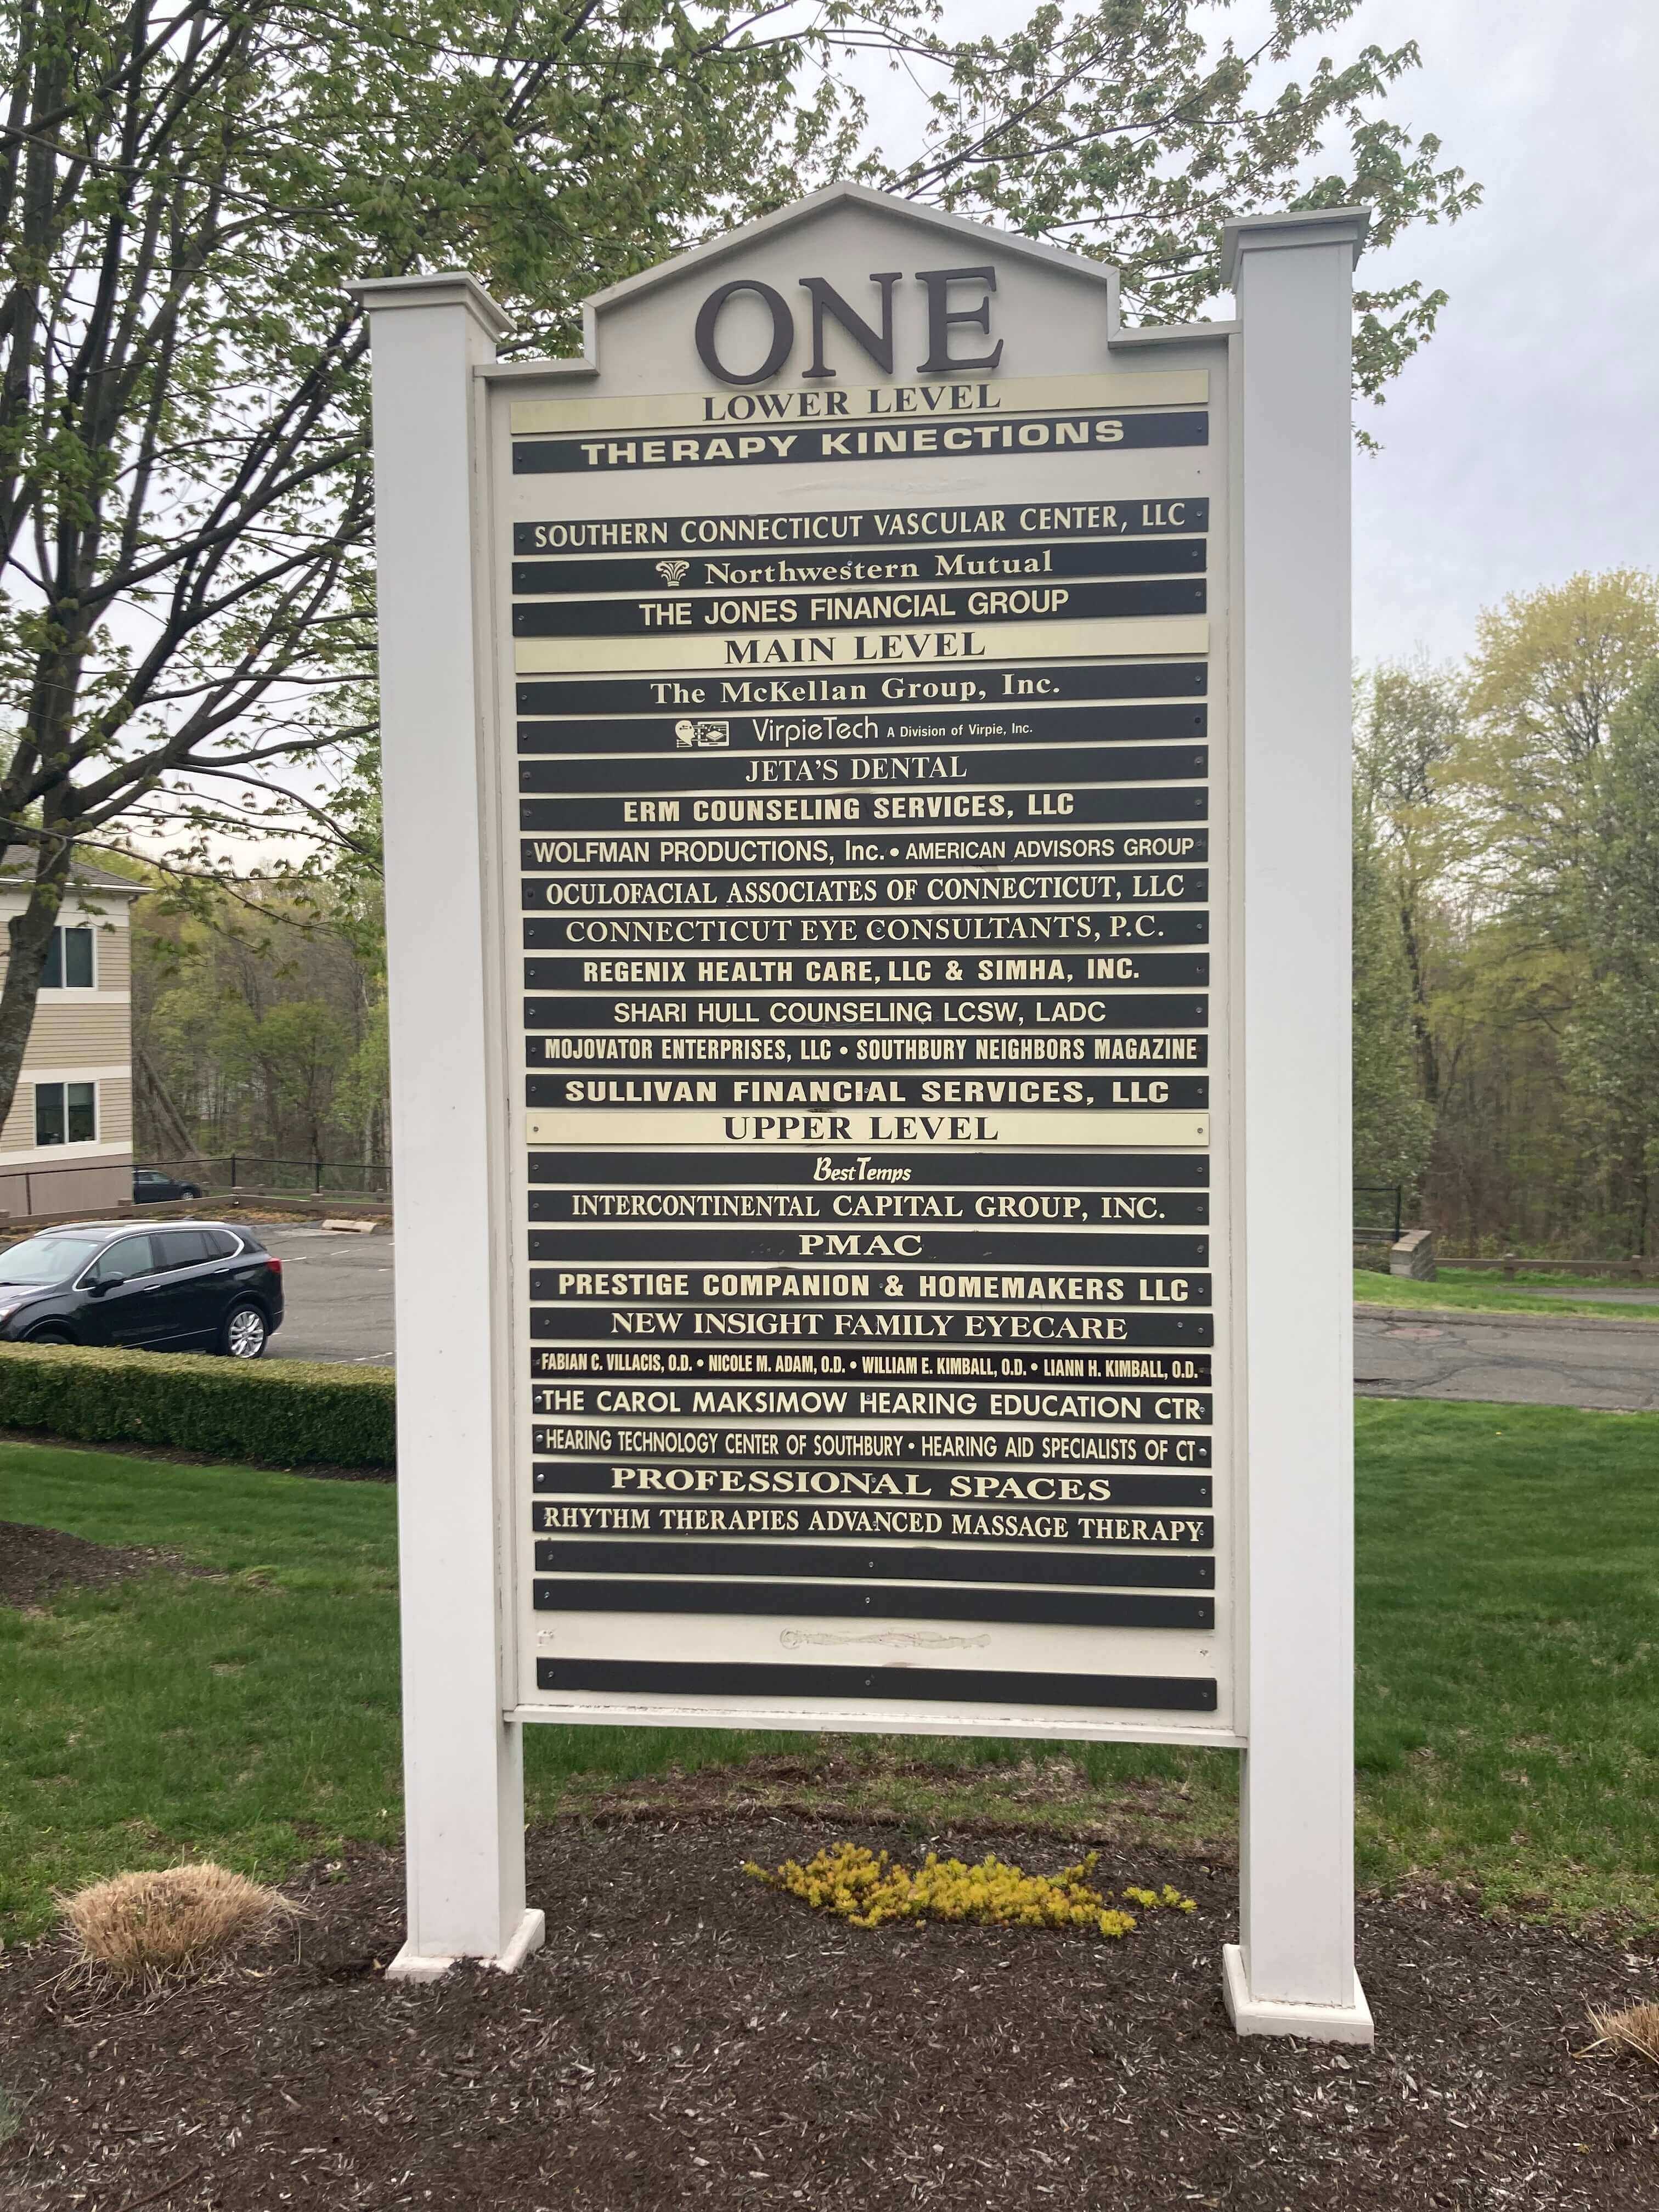 ONE
LOWER LEVEL
THERAPY KINECTIONS
SOUTHERN CONNECTICUT VASCULAR CENTER, LLC
Northwestern Mutual
THE JONES FINANCIAL GROUP
MAIN LEVEL
The McKellan Group, Inc.
VirpieTech A Division of Virpie, Inc.
JETA'S DENTAL
ERM COUNSELING SERVICES, LLC
WOLFMAN PRODUCTIONS, Inc. • AMERICAN ADVISORS GROUP
OCULOFACIAL ASSOCIATES OF CONNECTICUT, LLC
CONNECTICUT EYE CONSULTANTS, P.C.
REGENIX HEALTH CARE, LLC & SIMHA, INC.
SHARI HULL COUNSELING LCSW, LADC
MOJOVATOR ENTERPRISES, LLC • SOUTHBURY NEIGHBORS MAGAZINE
SULLIVAN FINANCIAL SERVICES, LLC
UPPER LEVEL
BestTemps
INTERCONTINENTAL CAPITAL GROUP, INC.
PMAC
PRESTIGE COMPANION & HOMEMAKERS LLC
NEW INSIGHT FAMILY EYECARE
FABIAN C. VILLACIS, O.D. • NICOLE M. ADAM, O.D. • WILLIAM E. KIMBALL, O.D. • LIANN H. KIMBALL, O.D.
THE CAROL MAKSIMOW HEARING EDUCATION CTR
HEARING TECHNOLOGY CENTER OF SOUTHBURY • HEARING AID SPECIALISTS OF CT
PROFESSIONAL SPACES
RHYTHM THERAPIES ADVANCED MASSAGE THERAPY